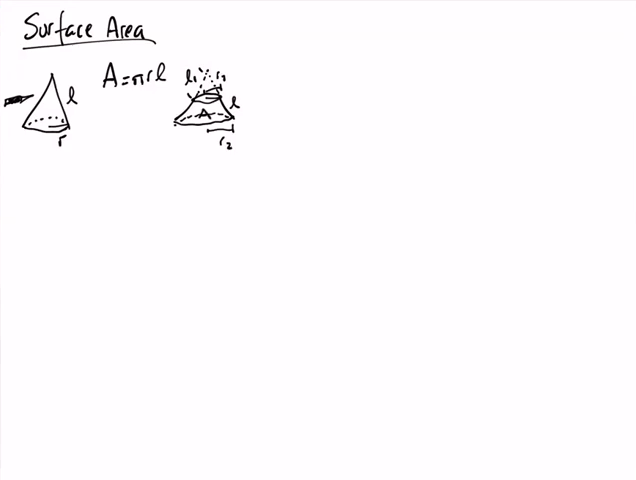 Surface Area
A = πrl
l
r
l₁
r₁
l
A
r₂